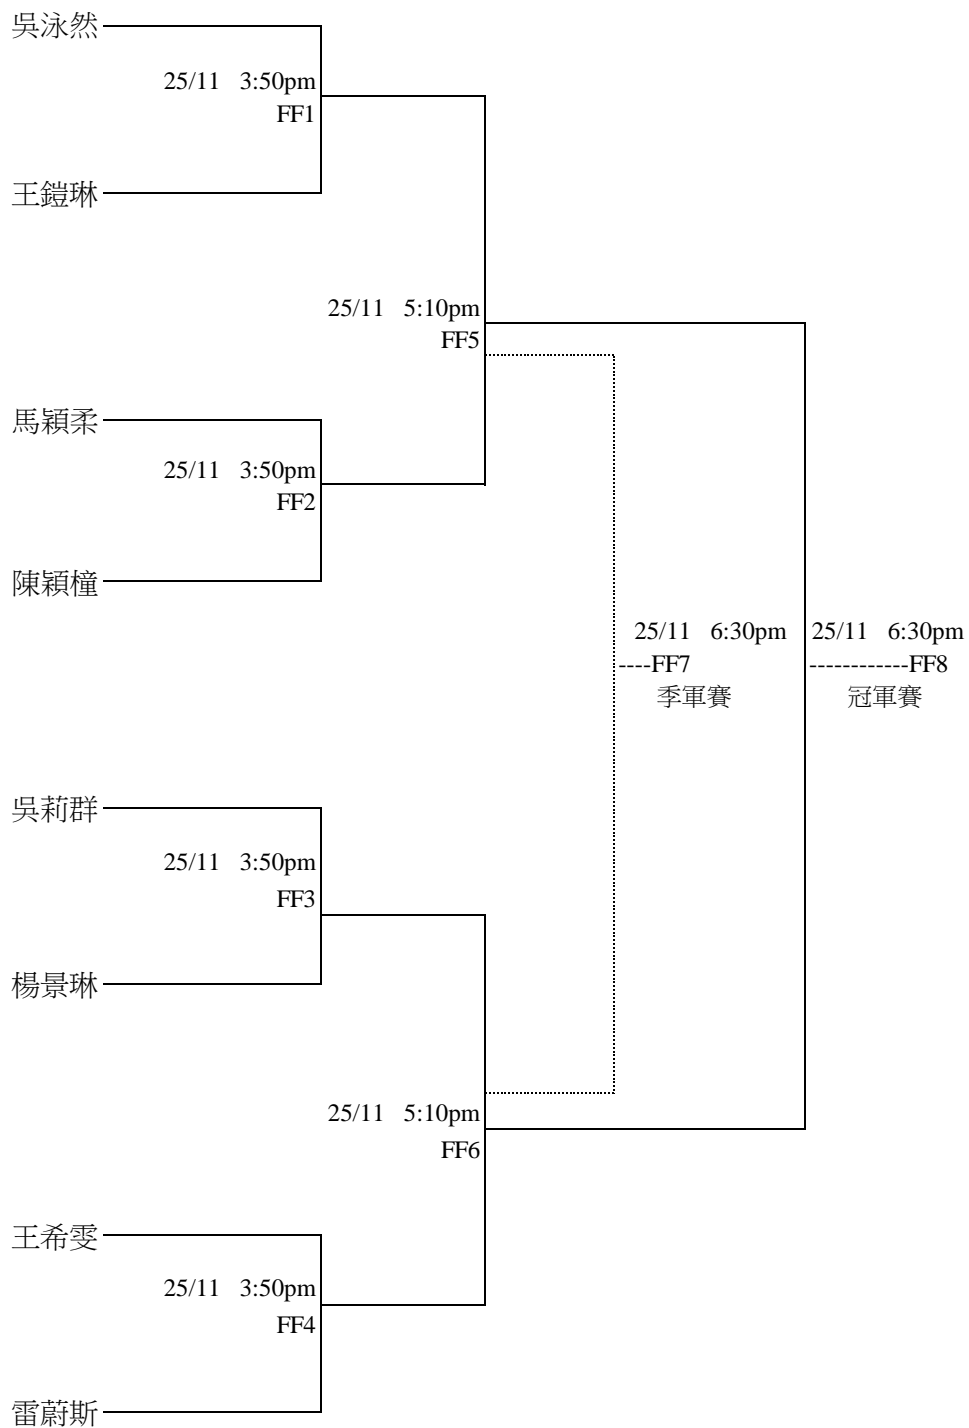 吳泳然
25/11 3:50pm
FF1
王鎧琳
25/11 5:10pm
FF5
馬穎柔
25/11 3:50pm
FF2
陳穎橦
25/11 6:30pm 25/11 6:30pm
----FF7 ------------FF8
季軍賽 冠軍賽
吳莉群
25/11 3:50pm
FF3
楊景琳
25/11 5:10pm
FF6
王希雯
25/11 3:50pm
FF4
雷蔚斯